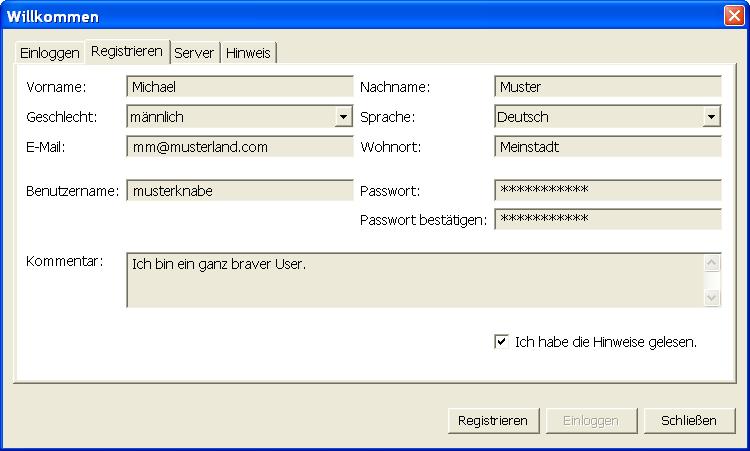 Willkommen
Einloggen Registrieren Server Hinweis
Vorname: Michael Nachname: Muster
Geschlecht: männlich Sprache: Deutsch
E-Mail: mm@musterland.com Wohnort: Meinstadt
Benutzername: musterknabe Passwort: ***********
Passwort bestätigen: ***********
Kommentar: Ich bin ein ganz braver User.
Ich habe die Hinweise gelesen.
Registrieren Einloggen Schließen